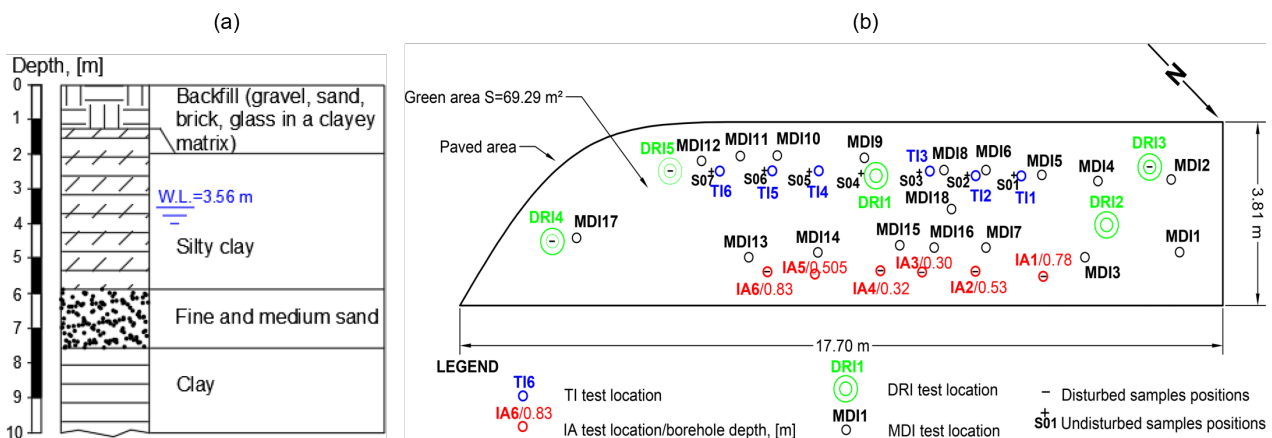 (a)
Depth, [m]
0
1
2
3
4
5
6
7
8
9
10
Backfill (gravel, sand,
brick, glass in a clayey
matrix)
W.L.=3.56 m
Silty clay
Fine and medium sand
Clay
(b)
N
Green area S=69.29 m²
Paved area
MDI12 MDI11 MDI10 MDI9
DRI5 DRI3
TI3 MDI8 MDI6 MDI5 MDI4 MDI2
S07 S06 S05 S04 S03 S02 S01
TI6 TI5 TI4 DRI1 TI2 TI1
MDI18
DRI4 DRI2
MDI17
MDI13 MDI14 MDI15 MDI16 MDI7 MDI3 MDI1
IA6/0.83 IA5/0.505 IA4/0.32 IA3/0.30 IA2/0.53 IA1/0.78
3.81 m
17.70 m
LEGEND
TI6 TI test location
IA6/0.83 IA test location/borehole depth, [m]
DRI1 DRI test location
MDI1 MDI test location
– Disturbed samples positions
+
S01 Undisturbed samples positions